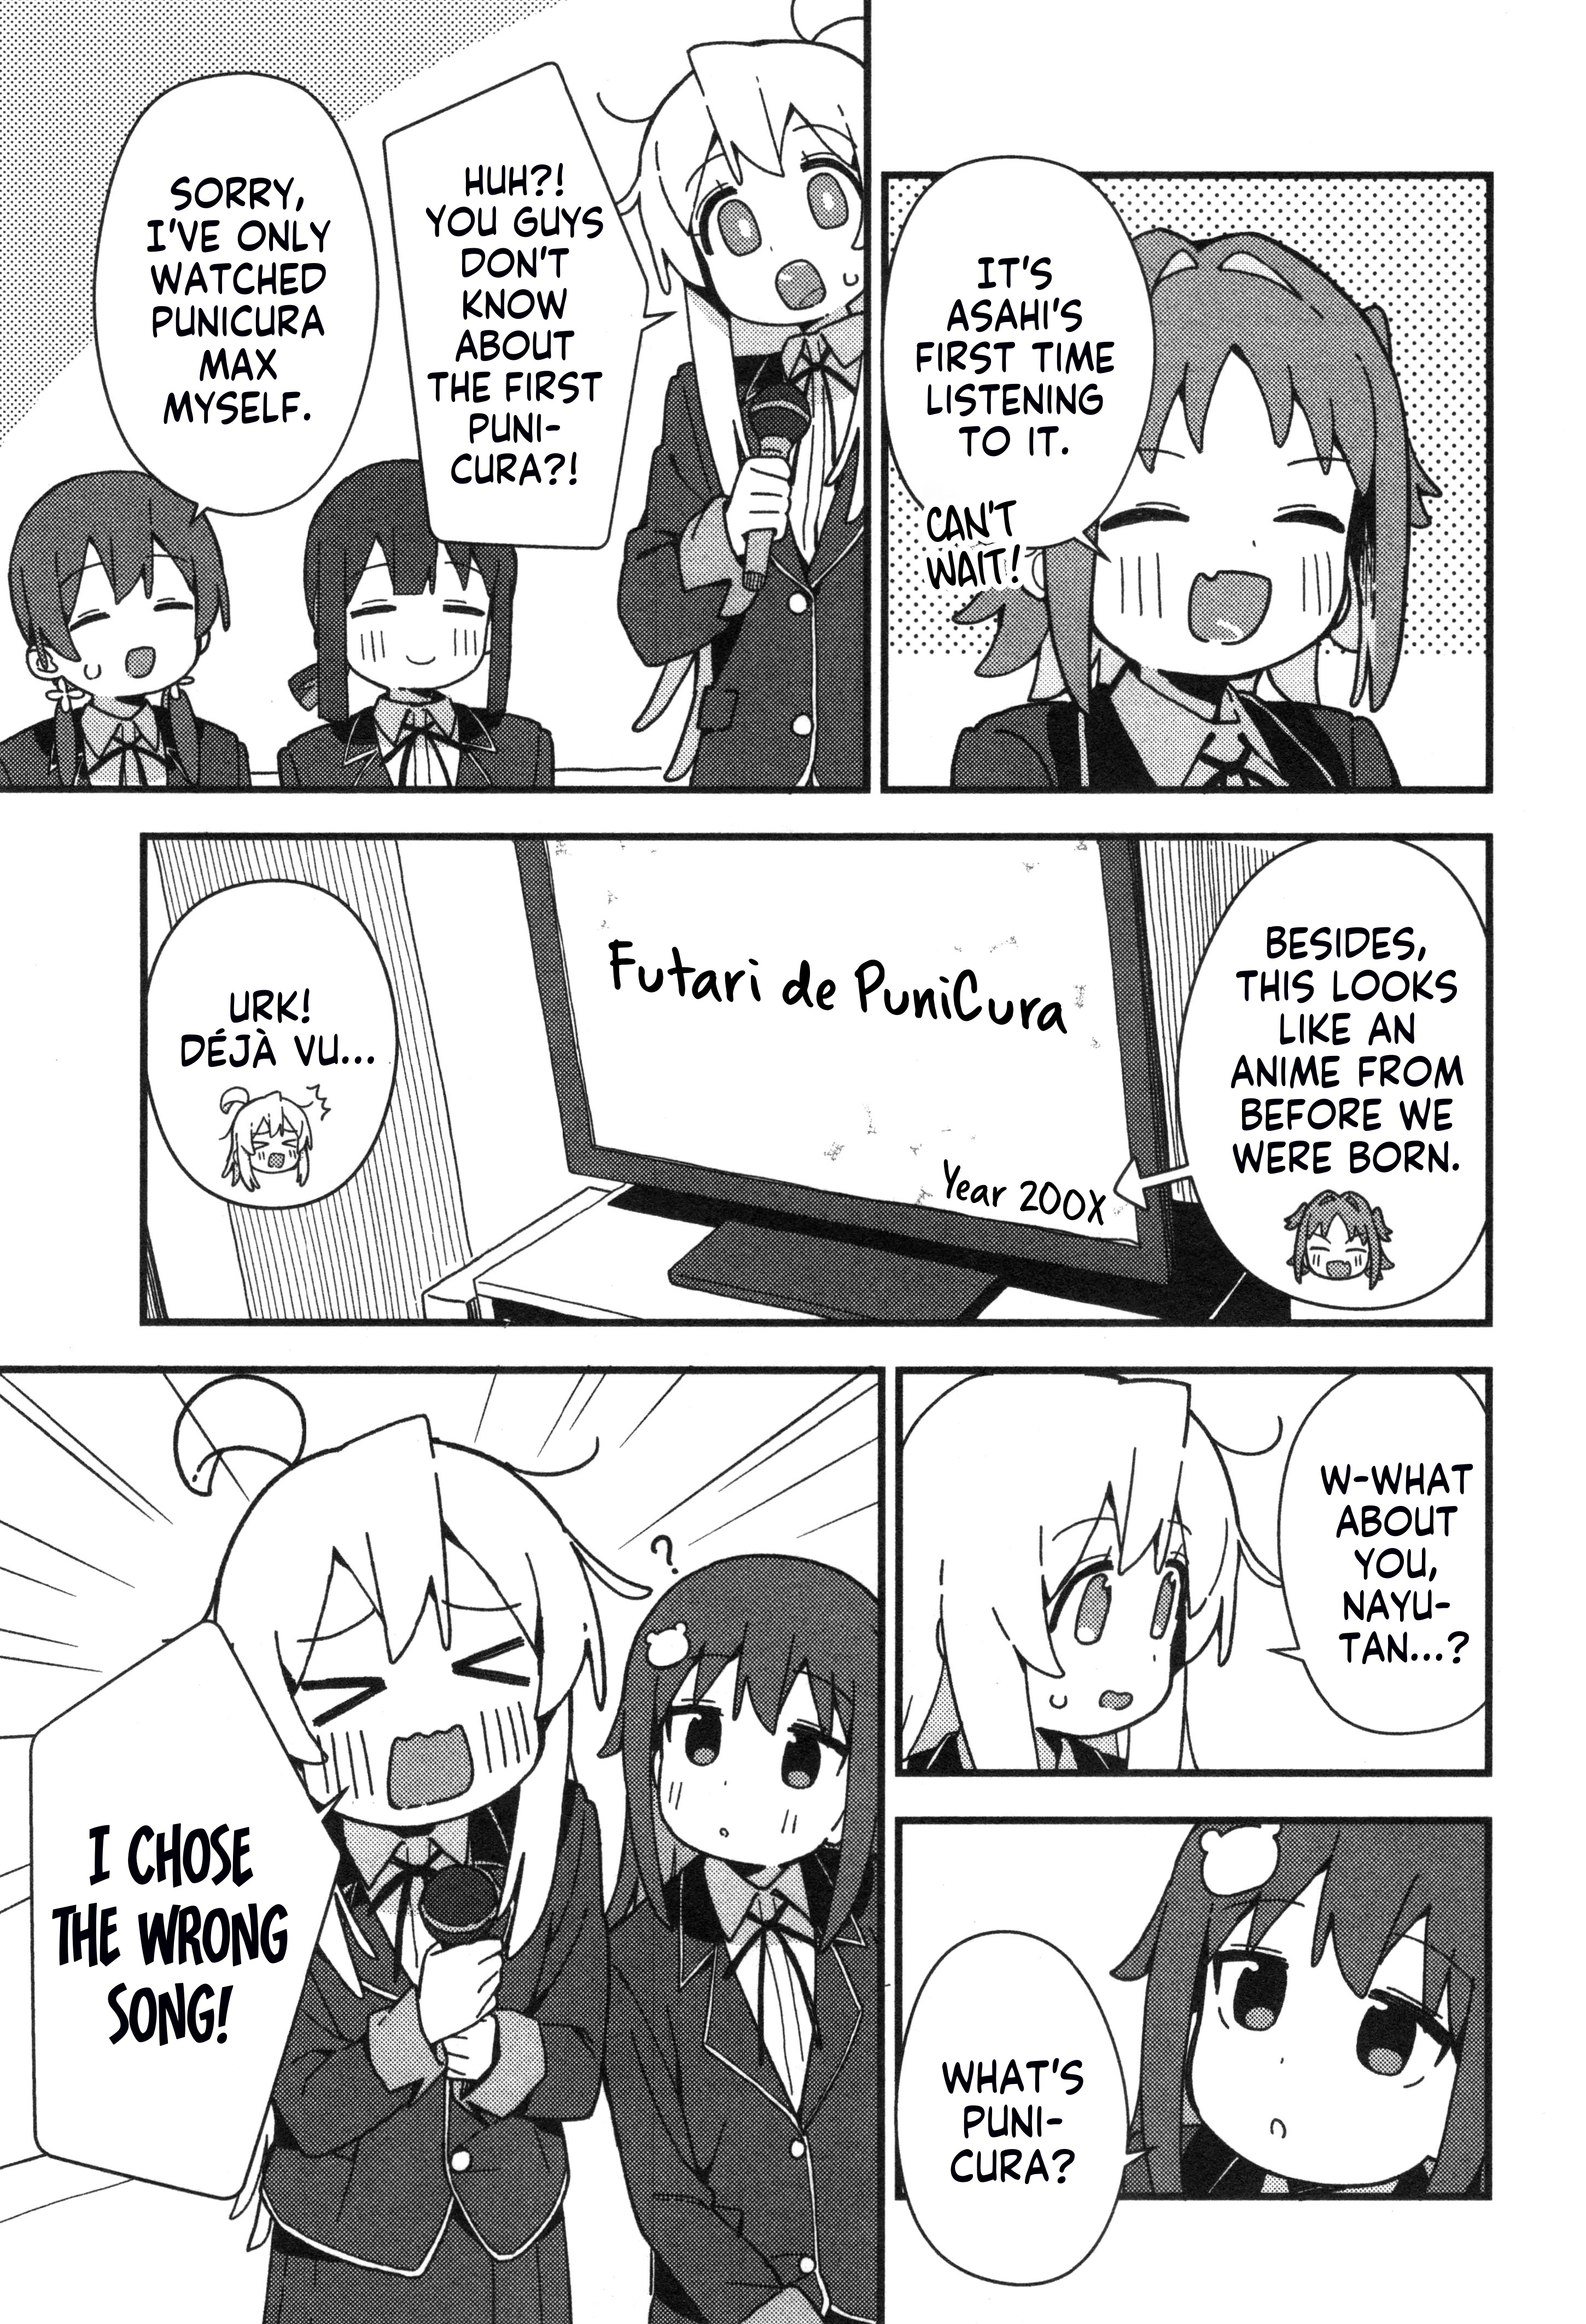 IT'S
ASAHI'S
FIRST TIME
LISTENING
TO IT.
CAN'T
WAIT!
HUH?!
YOU GUYS
DON'T
KNOW
ABOUT
THE FIRST
PUNI-
CURA?!
SORRY,
I'VE ONLY
WATCHED
PUNICURA
MAX
MYSELF.
BESIDES,
THIS LOOKS
LIKE AN
ANIME FROM
BEFORE WE
WERE BORN.
Futari de PuniCura
Year 200X
URK!
DÉJÀ VU...
W-WHAT
ABOUT
YOU,
NAYU-
TAN...?
WHAT'S
PUNI-
CURA?
?
I CHOSE
THE WRONG
SONG!